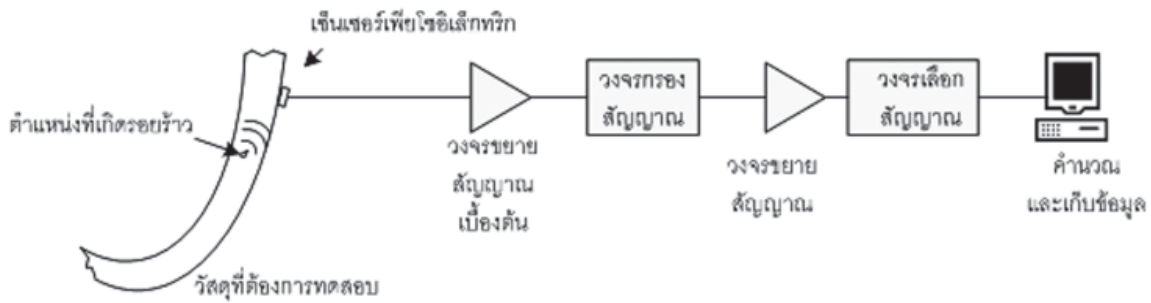 เซ็นเซอร์เพียโซอิเล็กทริก
ตำแหน่งที่เกิดรอยร้าว
วัสดุที่ต้องการทดสอบ
วงจรขยาย
สัญญาณ
เบื้องต้น
วงจรกรอง
สัญญาณ
วงจรขยาย
สัญญาณ
วงจรเลือก
สัญญาณ
คำนวณ
และเก็บข้อมูล